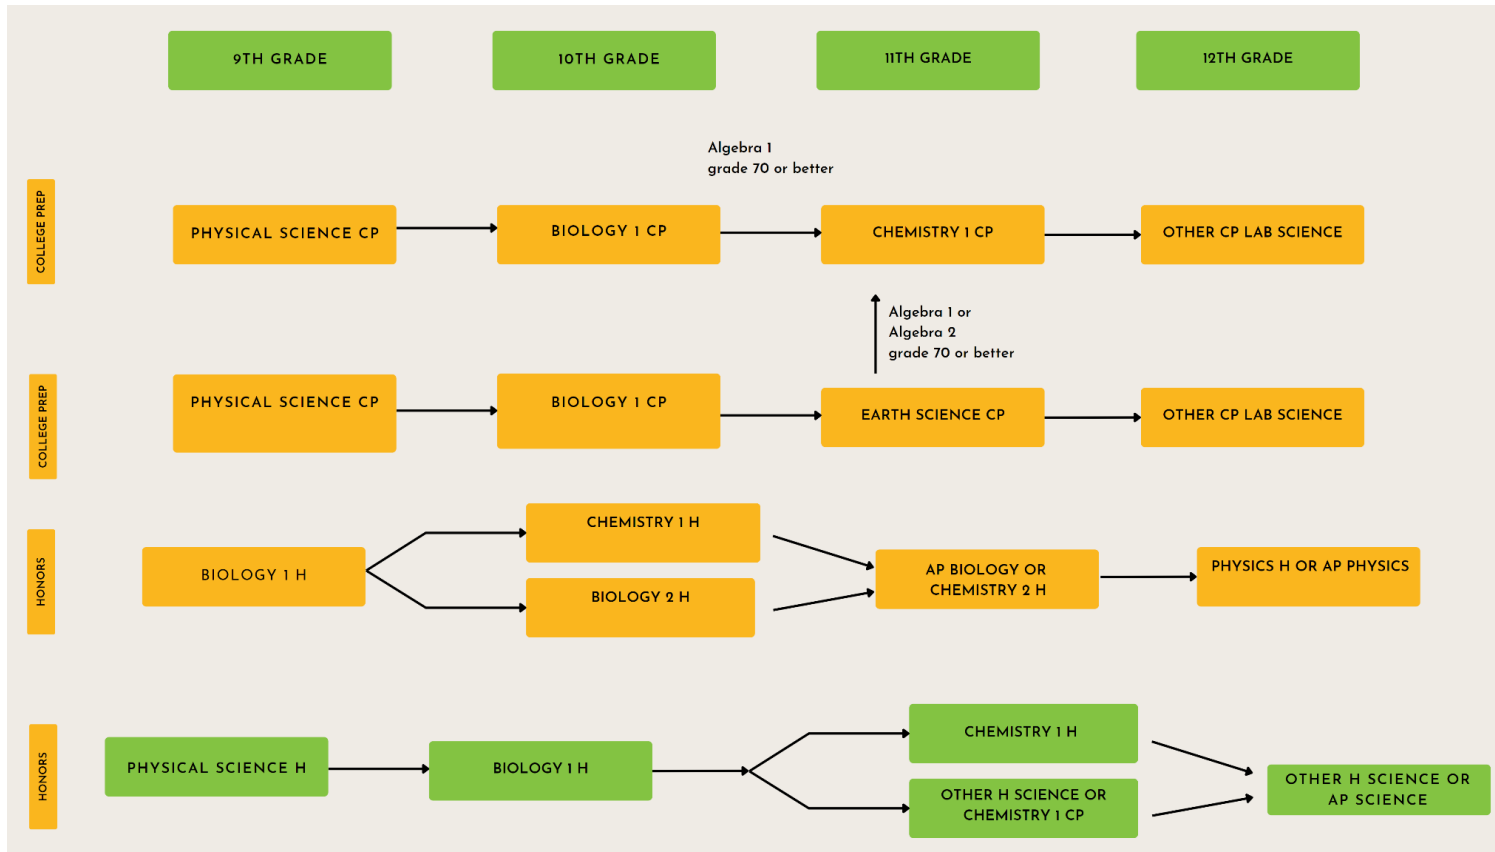 9TH GRADE
10TH GRADE
11TH GRADE
12TH GRADE
Algebra 1
grade 70 or better
COLLEGE PREP
PHYSICAL SCIENCE CP
BIOLOGY 1 CP
CHEMISTRY 1 CP
OTHER CP LAB SCIENCE
Algebra 1 or
Algebra 2
grade 70 or better
COLLEGE PREP
PHYSICAL SCIENCE CP
BIOLOGY 1 CP
EARTH SCIENCE CP
OTHER CP LAB SCIENCE
HONORS
BIOLOGY 1 H
CHEMISTRY 1 H
BIOLOGY 2 H
AP BIOLOGY OR
CHEMISTRY 2 H
PHYSICS H OR AP PHYSICS
HONORS
PHYSICAL SCIENCE H
BIOLOGY 1 H
CHEMISTRY 1 H
OTHER H SCIENCE OR
CHEMISTRY 1 CP
OTHER H SCIENCE OR
AP SCIENCE